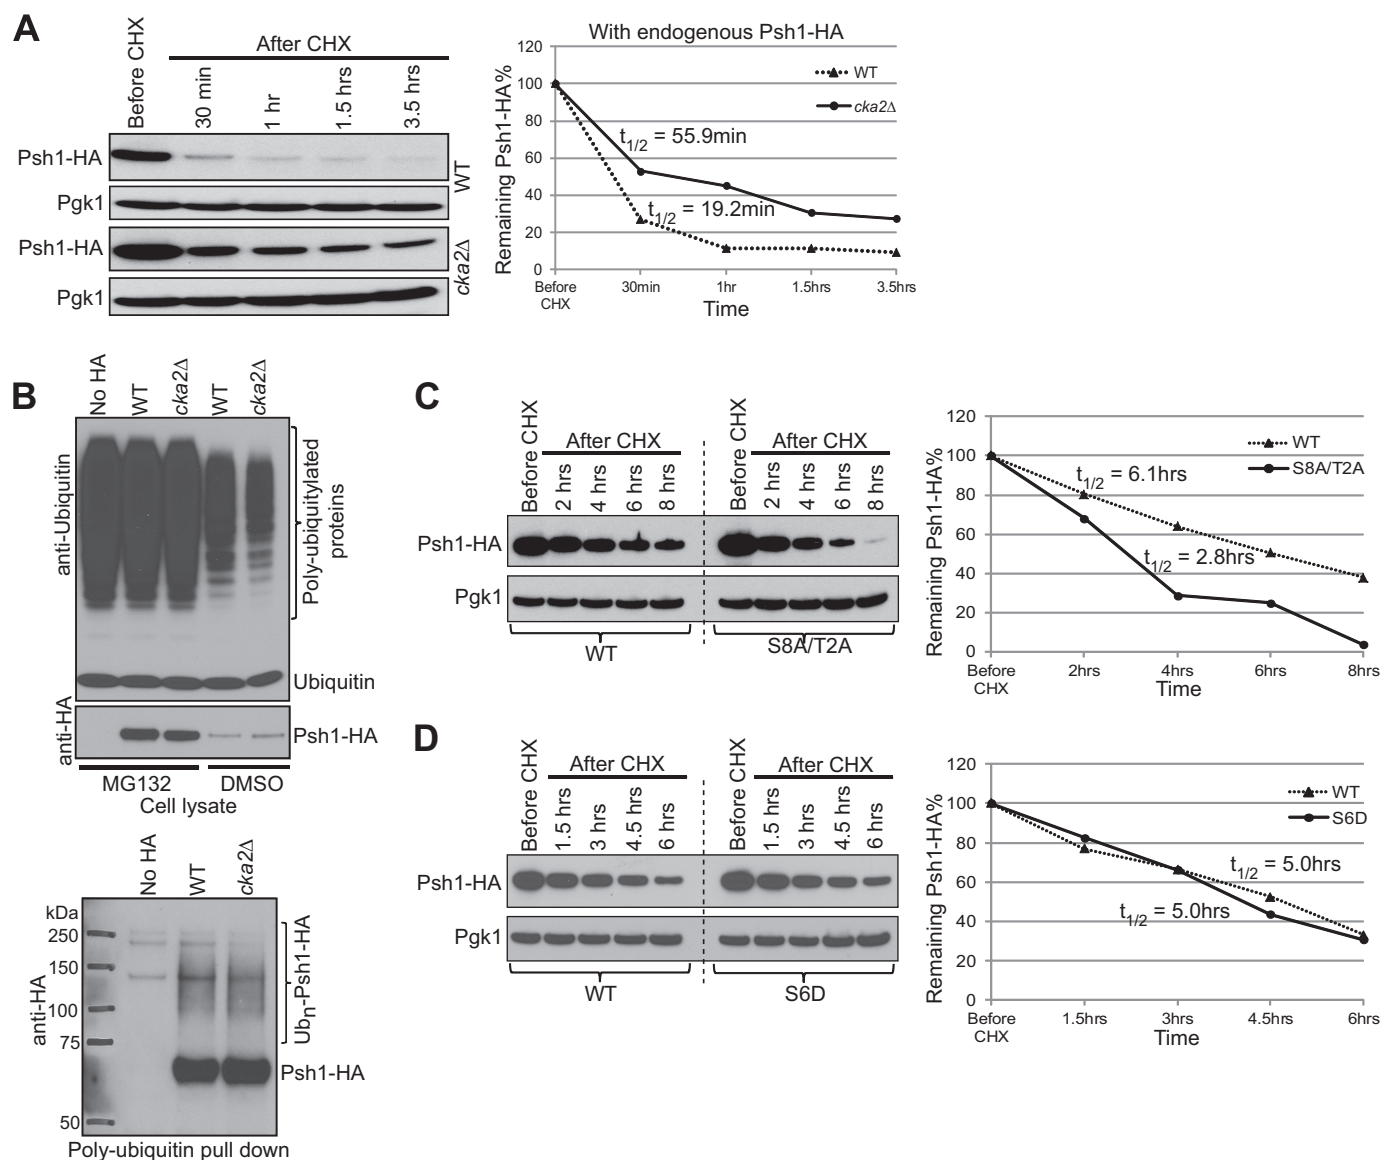 A
Before CHX
After CHX
30 min
1 hr
1.5 hrs
3.5 hrs
Psh1-HA
Pgk1
WT
Psh1-HA
Pgk1
cka2Δ
With endogenous Psh1-HA
Remaining Psh1-HA%
120
100
80
60
40
20
0
WT
cka2Δ
t1/2 = 55.9min
t1/2 = 19.2min
Before CHX
30min
1hr
1.5hrs
3.5hrs
Time
B
No HA
WT
cka2Δ
WT
cka2Δ
anti-Ubiquitin
Poly-ubiquitylated proteins
Ubiquitin
anti-HA
Psh1-HA
MG132
DMSO
Cell lysate
No HA
WT
cka2Δ
kDa
250
150
100
75
50
anti-HA
Ubn-Psh1-HA
Psh1-HA
Poly-ubiquitin pull down
C
Before CHX
After CHX
2 hrs
4 hrs
6 hrs
8 hrs
Before CHX
After CHX
2 hrs
4 hrs
6 hrs
8 hrs
Psh1-HA
Pgk1
WT
S8A/T2A
Remaining Psh1-HA%
120
100
80
60
40
20
0
WT
S8A/T2A
t1/2 = 6.1hrs
t1/2 = 2.8hrs
Before CHX
2hrs
4hrs
6hrs
8hrs
Time
D
Before CHX
After CHX
1.5 hrs
3 hrs
4.5 hrs
6 hrs
Before CHX
After CHX
1.5 hrs
3 hrs
4.5 hrs
6 hrs
Psh1-HA
Pgk1
WT
S6D
Remaining Psh1-HA%
120
100
80
60
40
20
0
WT
S6D
t1/2 = 5.0hrs
t1/2 = 5.0hrs
Before CHX
1.5hrs
3hrs
4.5hrs
6hrs
Time